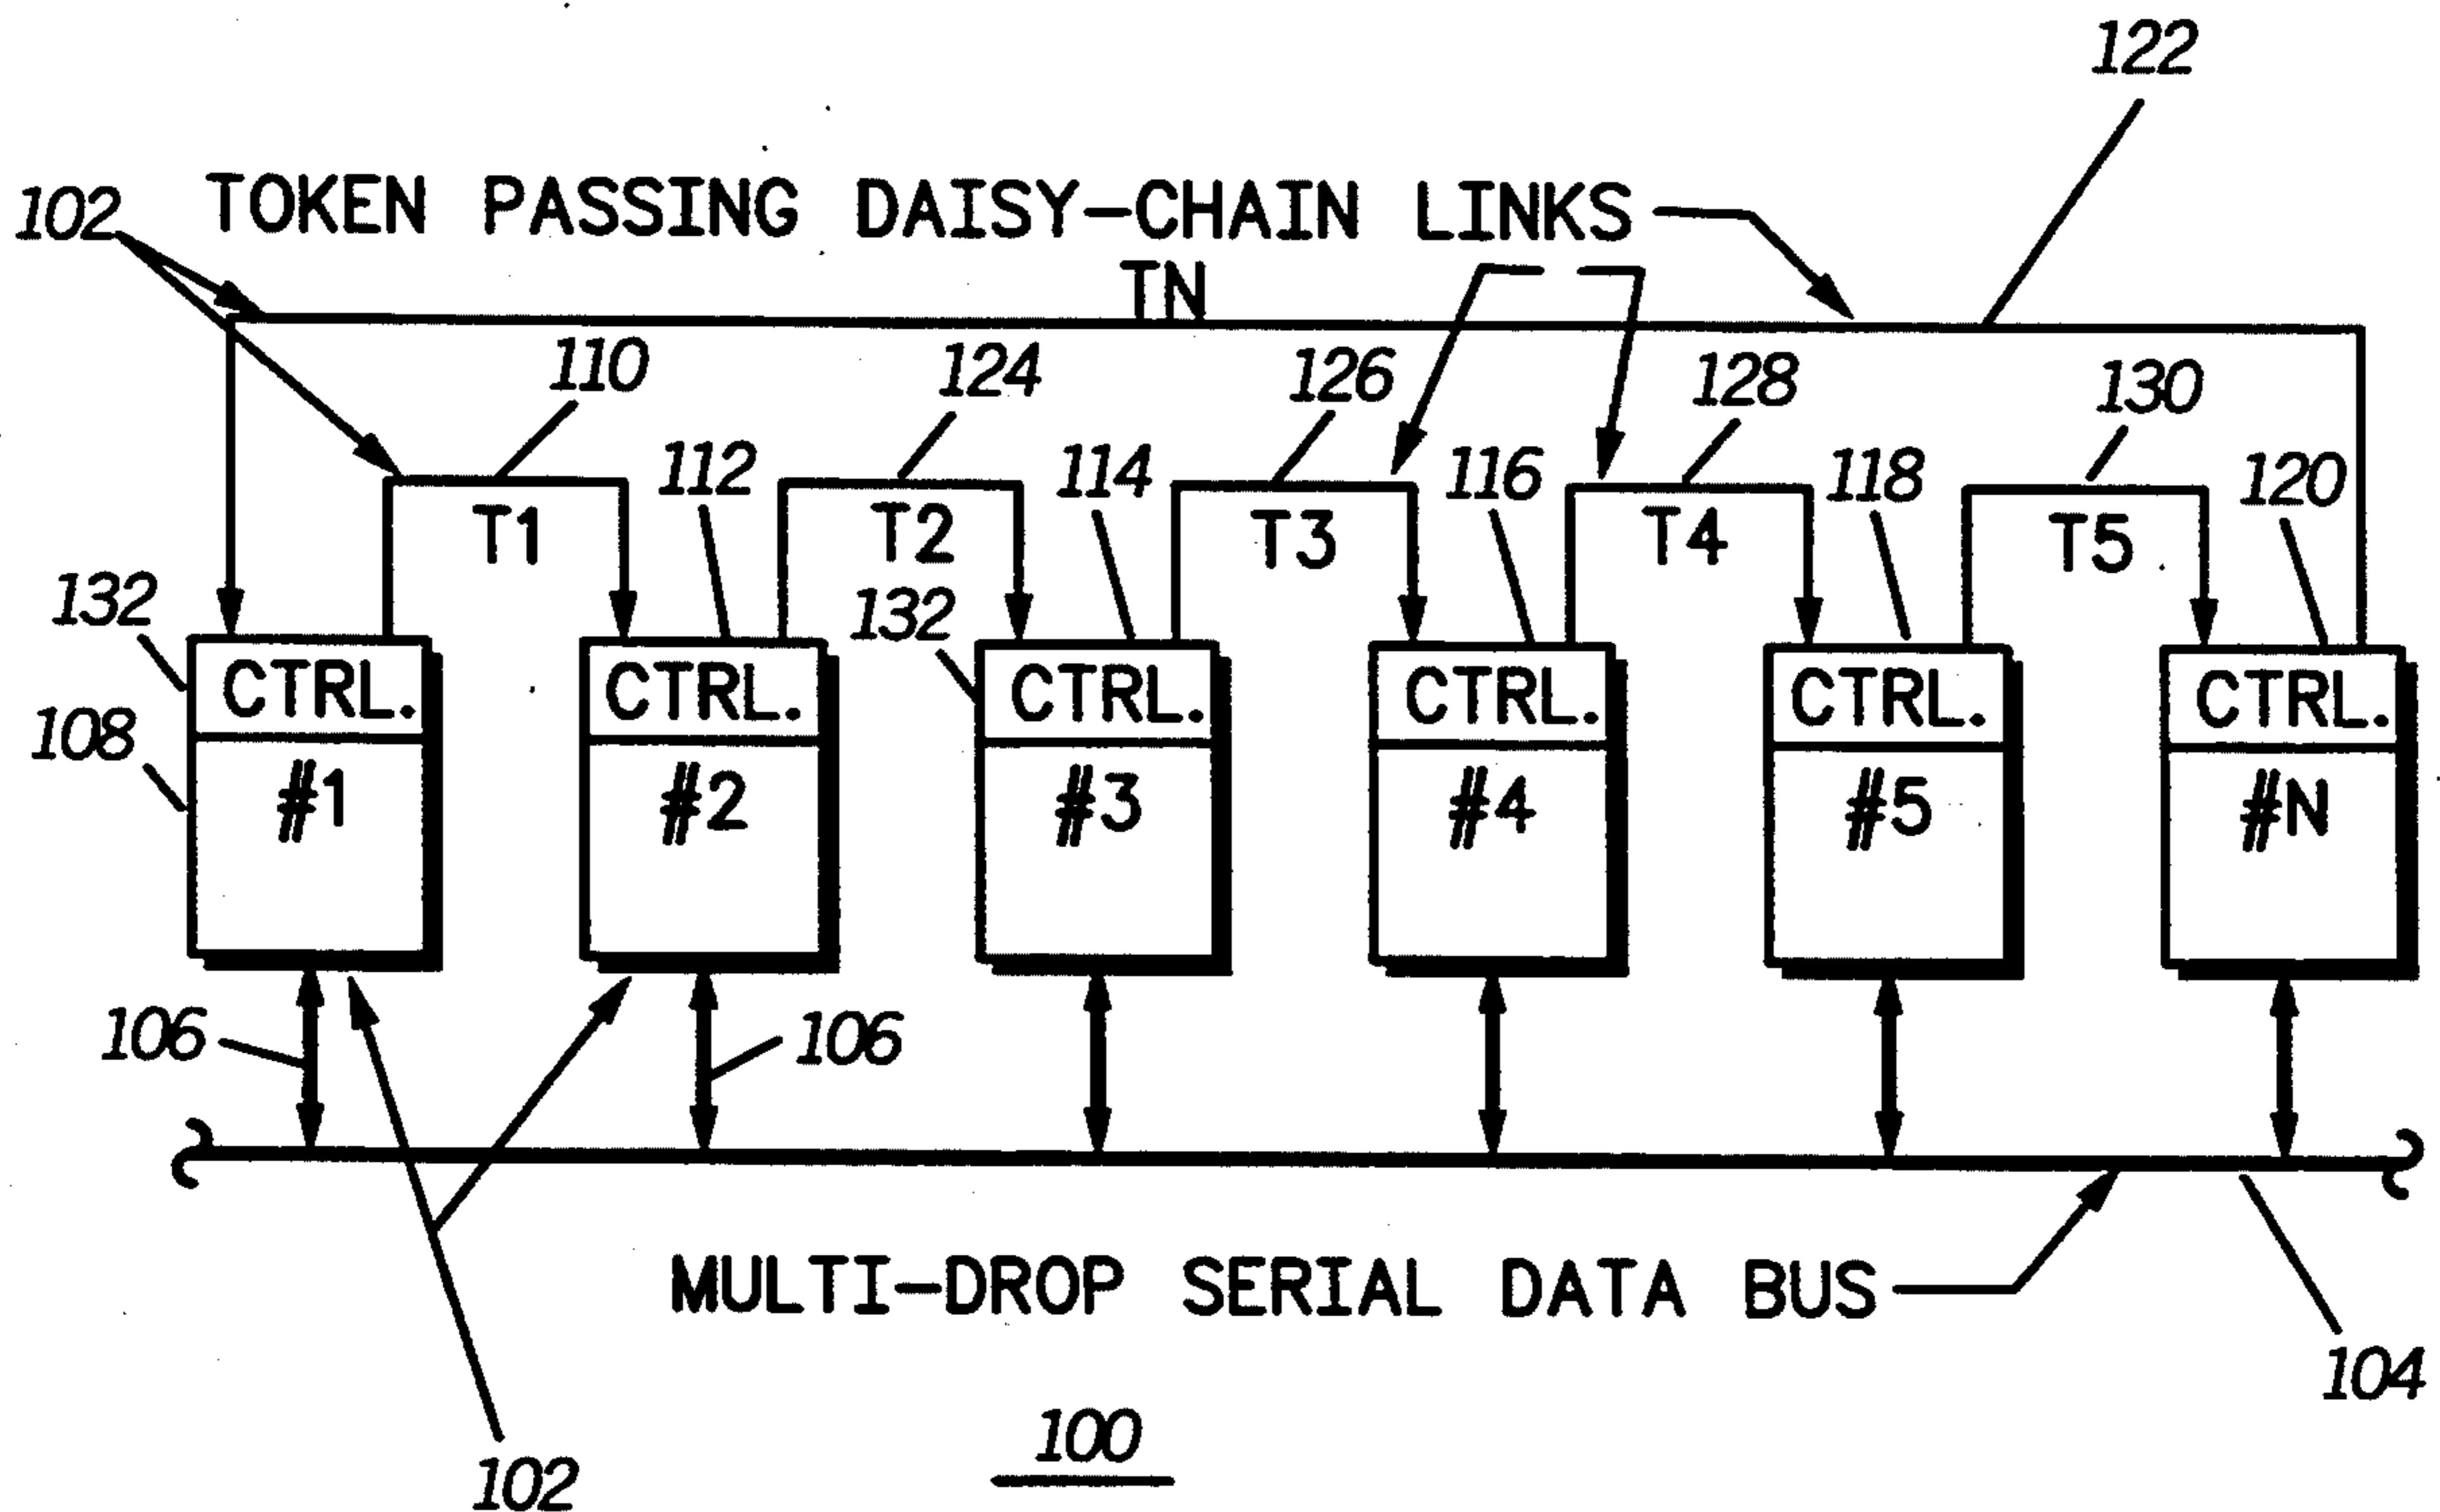 122
102 TOKEN PASSING DAISY-CHAIN LINKS
TN
110 124 126 128 130
112 114 116 118 120
T1 T2 T3 T4 T5
132 132
CTRL. CTRL. CTRL. CTRL. CTRL. CTRL.
108
#1 #2 #3 #4 #5 #N
106 106
MULTI-DROP SERIAL DATA BUS
104
100
102